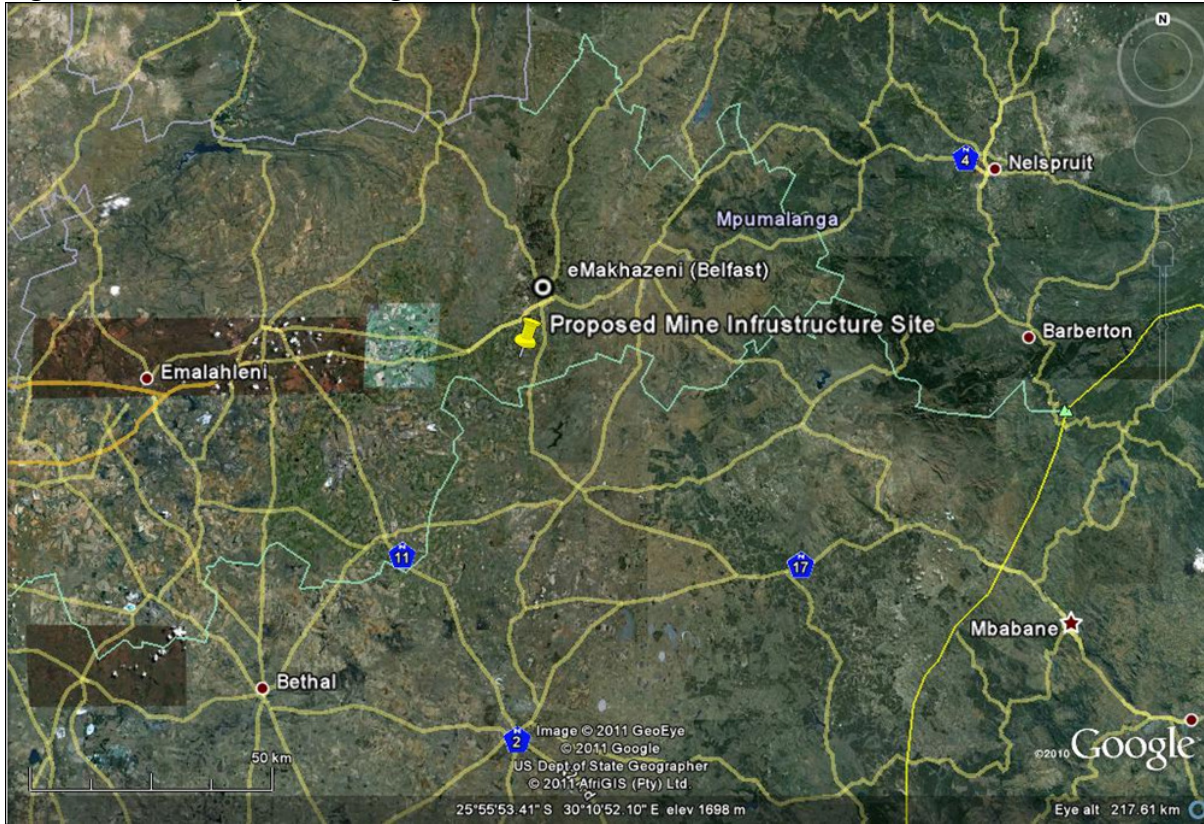 N
4
Nelspruit
Mpumalanga
eMakhazeni (Belfast)
Proposed Mine Infrustructure Site
Barberton
Emalahleni
N
11
N
17
Mbabane
Bethal
N
2
Image © 2011 GeoEye
© 2011 Google
US Dept of State Geographer
© 2011 AfriGIS (Pty) Ltd.
50 km
©2010 Google
25°55'53.41" S 30°10'52.10" E elev 1698 m
Eye alt 217.61 km